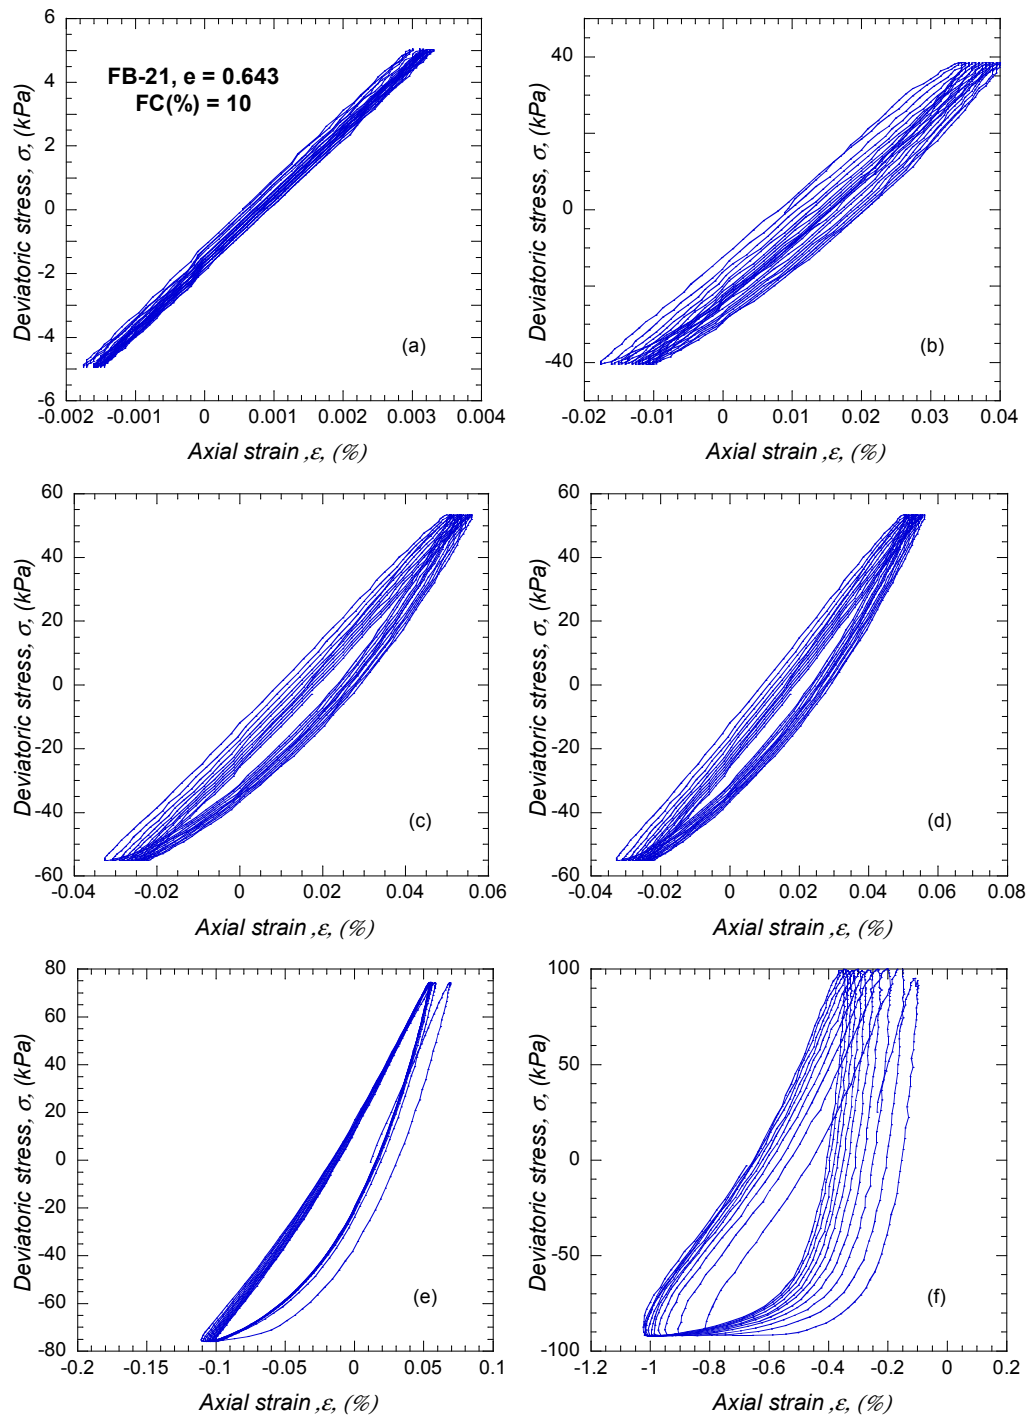 FB-21, e = 0.643
FC(%) = 10
Deviatoric stress, σ, (kPa)
6
4
2
0
-2
-4
-6
(a)
-0.002 -0.001 0 0.001 0.002 0.003 0.004
Axial strain ,ε, (%)
Deviatoric stress, σ, (kPa)
40
0
-40
(b)
-0.02 -0.01 0 0.01 0.02 0.03 0.04
Axial strain ,ε, (%)
Deviatoric stress, σ, (kPa)
60
40
20
0
-20
-40
-60
(c)
-0.04 -0.02 0 0.02 0.04 0.06
Axial strain ,ε, (%)
Deviatoric stress, σ, (kPa)
60
40
20
0
-20
-40
-60
(d)
-0.04 -0.02 0 0.02 0.04 0.06 0.08
Axial strain ,ε, (%)
Deviatoric stress, σ, (kPa)
80
60
40
20
0
-20
-40
-60
-80
(e)
-0.2 -0.15 -0.1 -0.05 0 0.05 0.1
Axial strain ,ε, (%)
Deviatoric stress, σ, (kPa)
100
50
0
-50
-100
(f)
-1.2 -1 -0.8 -0.6 -0.4 -0.2 0 0.2
Axial strain ,ε, (%)